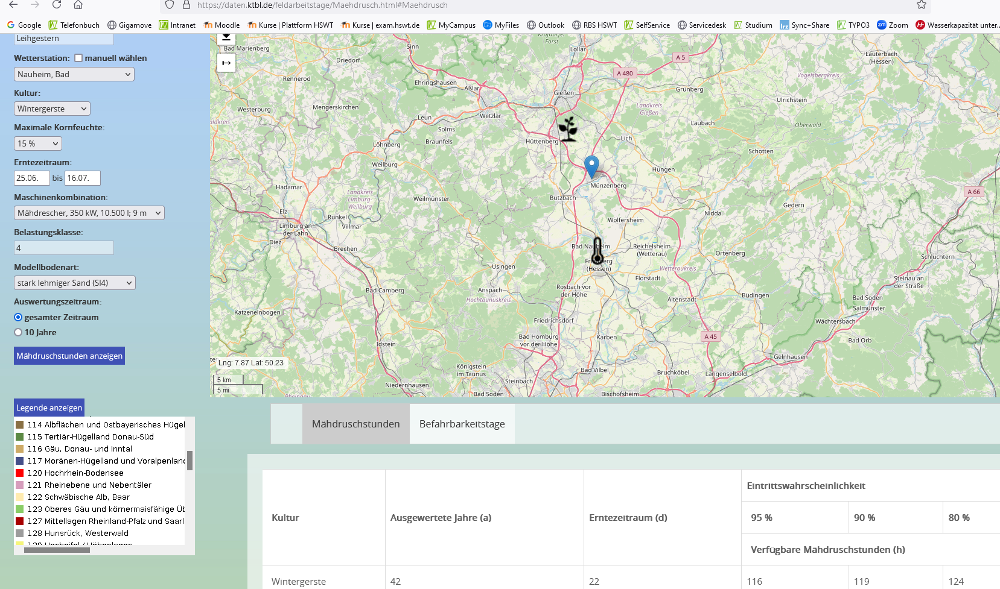 https://daten.ktbl.de/feldarbeitstage/Maehdrusch.html#Maehdrusch
Google Telefonbuch Gigamove Intranet Moodle Kurse | Plattform HSWT Kurse | exam.hswt.de MyCampus MyFiles Outlook RBS HSWT SelfService Servicedesk Studium Sync+Share TYPO3 Zoom Wasserkapazität unter...
Leihgestern
Wetterstation: manuell wählen
Nauheim, Bad
Kultur:
Wintergerste
Maximale Kornfeuchte:
15 %
Erntezeitraum:
25.06. bis 16.07.
Maschinenkombination:
Mähdrescher, 350 kW, 10.500 l; 9 m
Belastungsklasse:
4
Modellbodenart:
stark lehmiger Sand (Sl4)
Auswertungszeitraum:
gesamter Zeitraum
10 Jahre
Mähdruschstunden anzeigen
Legende anzeigen
114 Albflächen und Ostbayerisches Hügel
115 Tertiär-Hügelland Donau-Süd
116 Gäu, Donau- und Inntal
117 Moränen-Hügelland und Voralpenland
120 Hochrhein-Bodensee
121 Rheinebene und Nebentäler
122 Schwäbische Alb, Baar
123 Oberes Gäu und körnermaisfähige Üb
127 Mittellagen Rheinland-Pfalz und Saarl
128 Hunsrück, Westerwald
Forst
Bad Marienberg
Sinn
Lollar
A 5
Lauterbach
(Hessen)
Driedorf
Rennerod
Ehringshausen
Aßlar
A 480
Vogelsbergkreis
Gießen
Grünberg
Ulrichstein
Westerburg
Mengerskirchen
Leun
Wetzlar
Landkreis
Gießen
Solms
Laubach
Oberwald
Braunfels
Hüttenberg
Lich
Löhnberg
Schotten
Weilburg
Hungen
Hadamar
Münzenberg
Landkreis
Limburg-
Weilburg
Weilmünster
Butzbach
A 66
Gedern
Elz
Runkel
Nidda
Limburg an
der Lahn
Villmar
Wölfersheim
Diez
Brechen
Bad Nauheim
Reichelsheim
(Wetterau)
Ortenberg
Friedberg
(Hessen)
Usingen
Wetteraukreis
Schlüchtern
Florstadt
Steinau an
der Straße
Bad Camberg
Anspach
Rosbach vor
der Höhe
Hochtaunuskreis
Altenstadt
Büdingen
Bad Soden
Salmünster
Katzenelnbogen
Friedrichsdorf
Wächtersbach
Bad Homburg
vor der Höhe
Karben
A 45
Bad Orb
Idstein
Gelnhausen
Lng: 7.87 Lat: 50.23
Königstein
im Taunus
Bad Vilbel
Bruchköbel
Langenselbold
5 km
Niedernhausen
Steinbach
5 mi
Bad Soden
Bischofsheim
Mähdruschstunden Befahrbarkeitstage
Eintrittswahrscheinlichkeit
Kultur Ausgewertete Jahre (a) Erntezeitraum (d) 95 % 90 % 80 %
Verfügbare Mähdruschstunden (h)
Wintergerste 42 22 116 119 124